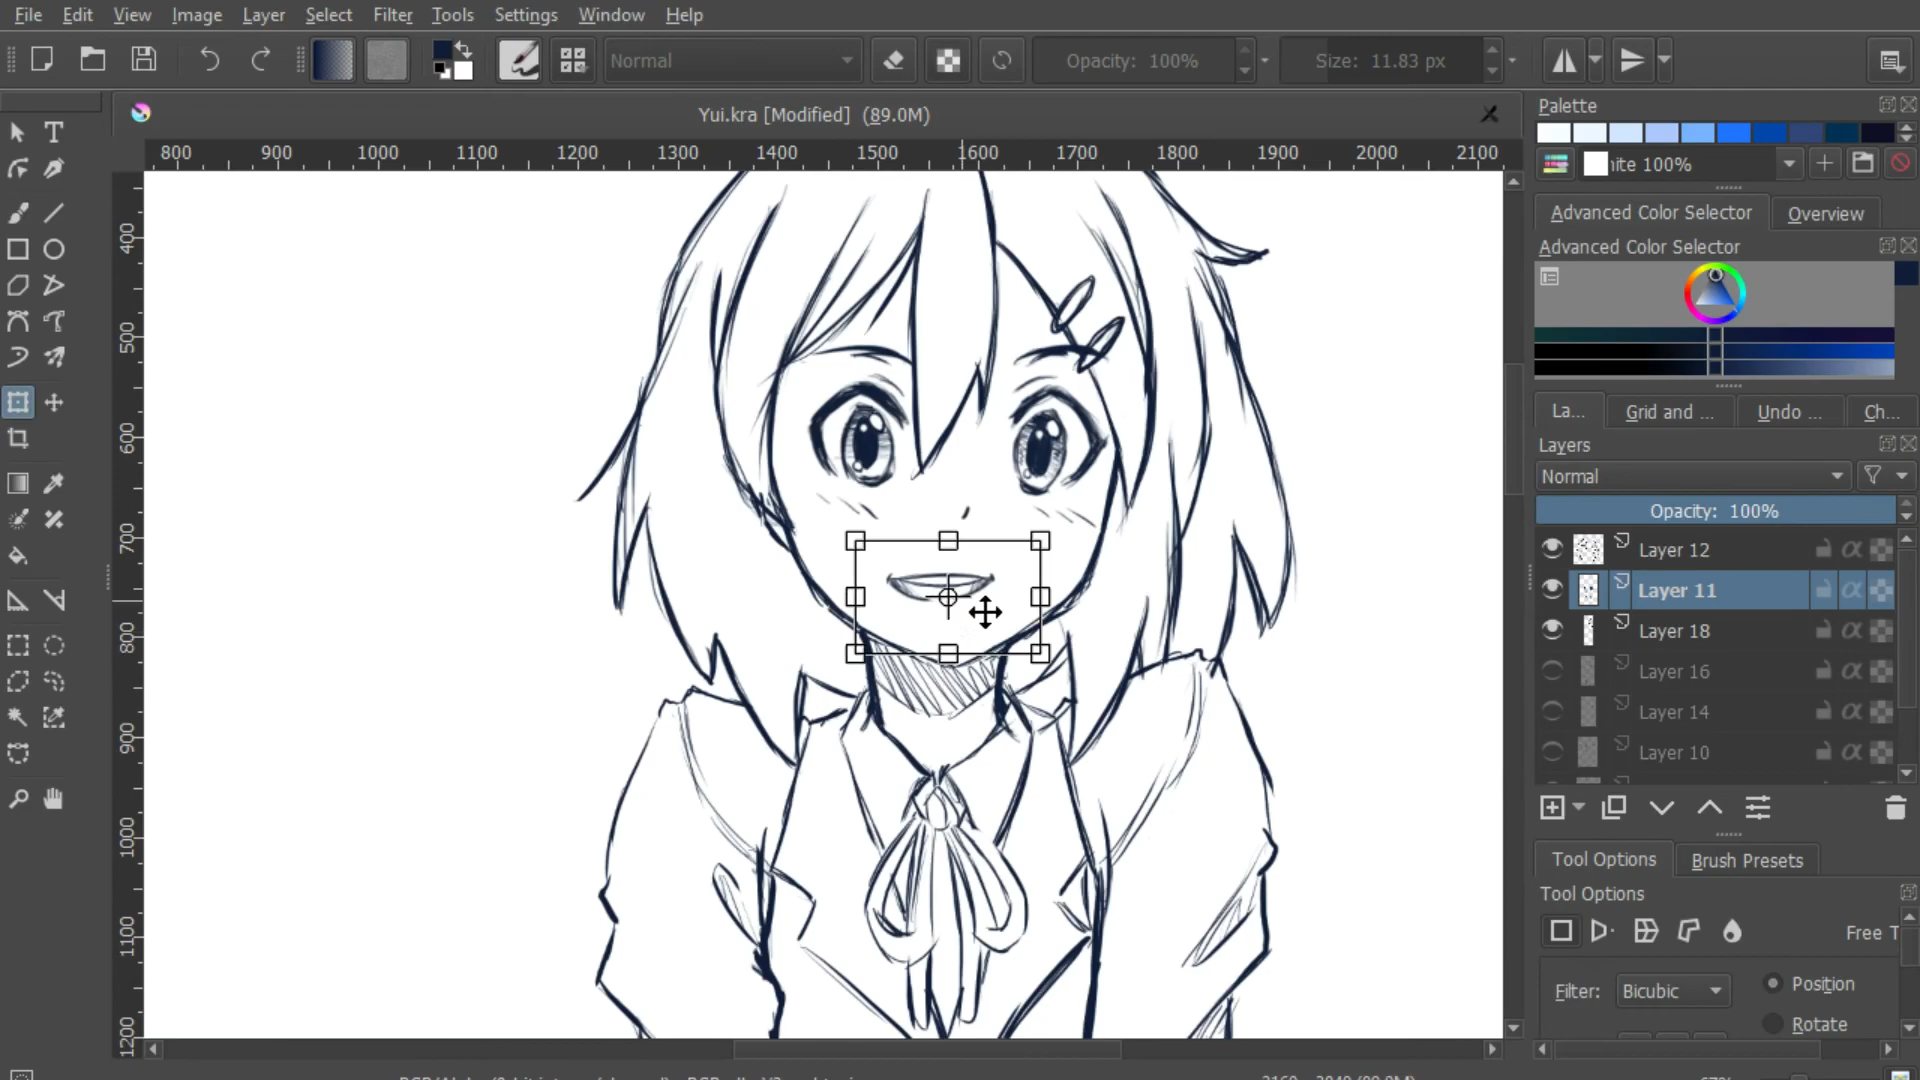 File Edit View Image Layer Select Filter Tools Settings Window Help
Normal Opacity: 100% Size: 11.83 px
Yui.kra [Modified] (89.0M)
800 900 1000 1100 1200 1300 1400 1500 1600 1700 1800 1900 2000 2100
400
500
600
700
800
900
1000
1100
1200
Palette
ite 100%
Advanced Color Selector Overview
Advanced Color Selector
La... Grid and ... Undo ... Ch...
Layers
Normal
Opacity: 100%
Layer 12
Layer 11
Layer 18
Layer 16
Layer 14
Layer 10
Tool Options Brush Presets
Tool Options
Free T
Filter: Bicubic Position
Rotate